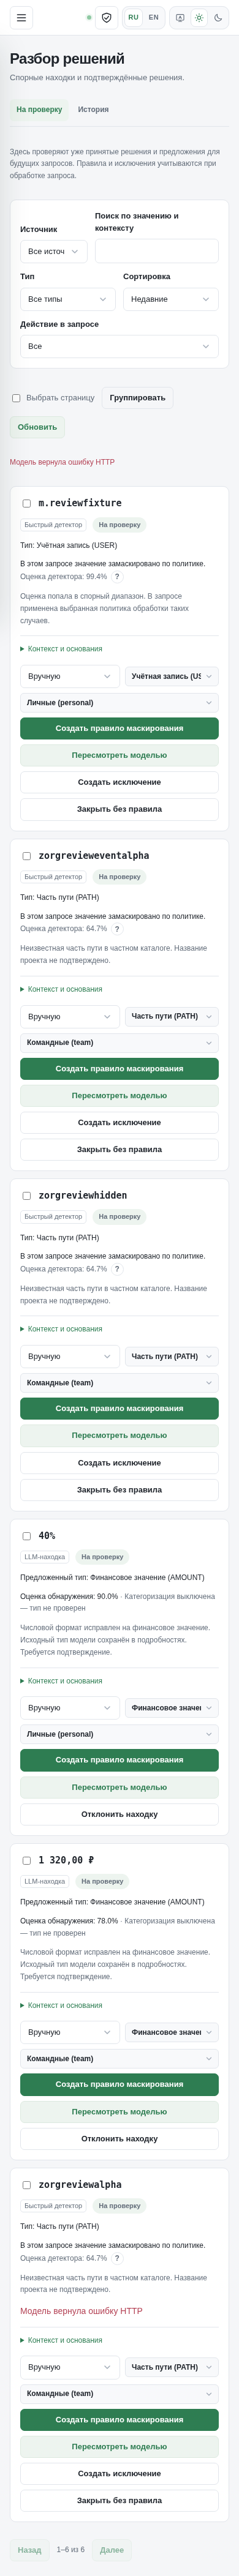 RU EN
Разбор решений
Спорные находки и подтверждённые решения.
На проверку История
Здесь проверяют уже принятые решения и предложения для
будущих запросов. Правила и исключения учитываются при
обработке запроса.
Источник
Поиск по значению и
контексту
Все источ
Тип Сортировка
Все типы Недавние
Действие в запросе
Все
Выбрать страницу Группировать
Обновить
Модель вернула ошибку HTTP
m.reviewfixture
Быстрый детектор На проверку
Тип: Учётная запись (USER)
В этом запросе значение замаскировано по политике.
Оценка детектора: 99.4% ?
Оценка попала в спорный диапазон. В запросе
применена выбранная политика обработки таких
случаев.
Контекст и основания
Вручную Учётная запись (US
Личные (personal)
Создать правило маскирования
Пересмотреть моделью
Создать исключение
Закрыть без правила
zorgrevieweventalpha
Быстрый детектор На проверку
Тип: Часть пути (PATH)
В этом запросе значение замаскировано по политике.
Оценка детектора: 64.7% ?
Неизвестная часть пути в частном каталоге. Название
проекта не подтверждено.
Контекст и основания
Вручную Часть пути (PATH)
Командные (team)
Создать правило маскирования
Пересмотреть моделью
Создать исключение
Закрыть без правила
zorgreviewhidden
Быстрый детектор На проверку
Тип: Часть пути (PATH)
В этом запросе значение замаскировано по политике.
Оценка детектора: 64.7% ?
Неизвестная часть пути в частном каталоге. Название
проекта не подтверждено.
Контекст и основания
Вручную Часть пути (PATH)
Командные (team)
Создать правило маскирования
Пересмотреть моделью
Создать исключение
Закрыть без правила
40%
LLM-находка На проверку
Предложенный тип: Финансовое значение (AMOUNT)
Оценка обнаружения: 90.0% · Категоризация выключена
— тип не проверен
Числовой формат исправлен на финансовое значение.
Исходный тип модели сохранён в подробностях.
Требуется подтверждение.
Контекст и основания
Вручную Финансовое значен
Личные (personal)
Создать правило маскирования
Пересмотреть моделью
Отклонить находку
1 320,00 ₽
LLM-находка На проверку
Предложенный тип: Финансовое значение (AMOUNT)
Оценка обнаружения: 78.0% · Категоризация выключена
— тип не проверен
Числовой формат исправлен на финансовое значение.
Исходный тип модели сохранён в подробностях.
Требуется подтверждение.
Контекст и основания
Вручную Финансовое значен
Командные (team)
Создать правило маскирования
Пересмотреть моделью
Отклонить находку
zorgreviewalpha
Быстрый детектор На проверку
Тип: Часть пути (PATH)
В этом запросе значение замаскировано по политике.
Оценка детектора: 64.7% ?
Неизвестная часть пути в частном каталоге. Название
проекта не подтверждено.
Модель вернула ошибку HTTP
Контекст и основания
Вручную Часть пути (PATH)
Командные (team)
Создать правило маскирования
Пересмотреть моделью
Создать исключение
Закрыть без правила
Назад 1–6 из 6 Далее